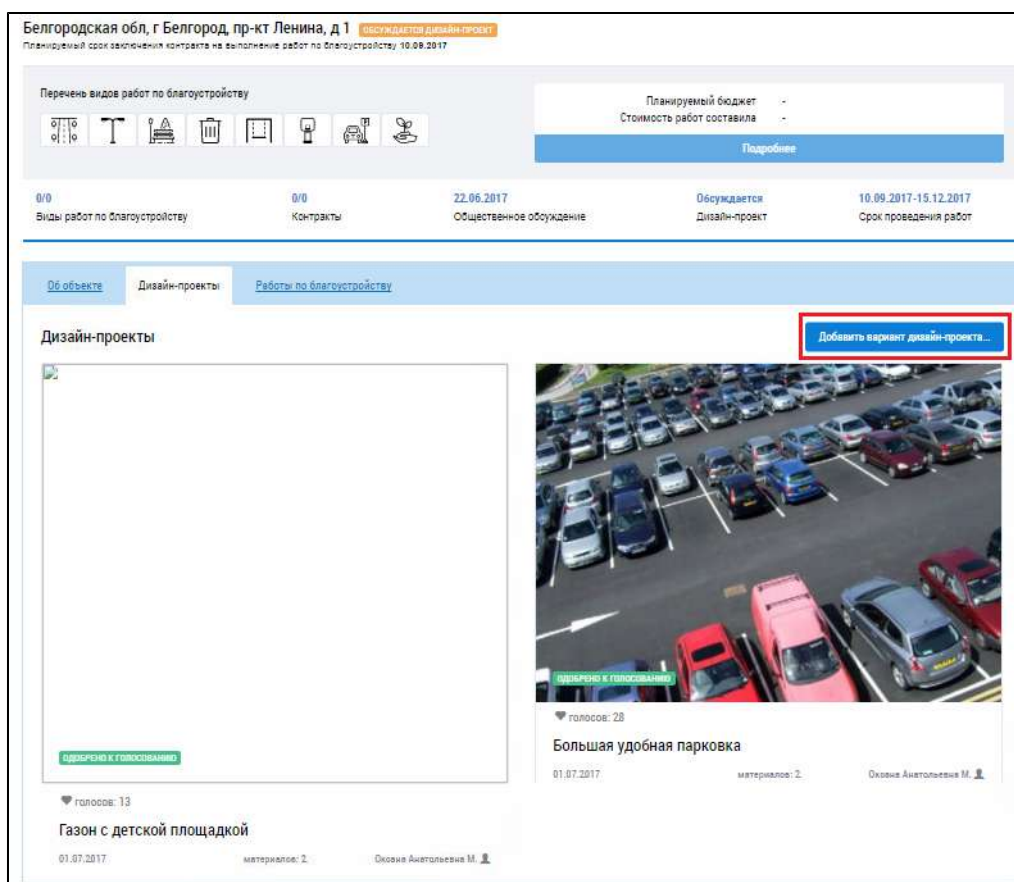 Белгородская обл, г Белгород, пр-кт Ленина, д 1 ОБСУЖДАЕТСЯ ДИЗАЙН-ПРОЕКТ
Планируемый срок заключения контракта на выполнение работ по благоустройству 10.09.2017
Перечень видов работ по благоустройству
Планируемый бюджет -
Стоимость работ составила -
Подробнее
0/0 0/0 22.06.2017 Обсуждается 10.09.2017-15.12.2017
Виды работ по благоустройству Контракты Общественное обсуждение Дизайн-проект Срок проведения работ
Об объекте Дизайн-проекты Работы по благоустройству
Дизайн-проекты
Добавить вариант дизайн-проекта...
ОДОБРЕНО К ГОЛОСОВАНИЮ
голосов: 28
Большая удобная парковка
01.07.2017 материалов: 2 Оксана Анатольевна М.
ОДОБРЕНО К ГОЛОСОВАНИЮ
голосов: 13
Газон с детской площадкой
01.07.2017 материалов: 2 Оксана Анатольевна М.